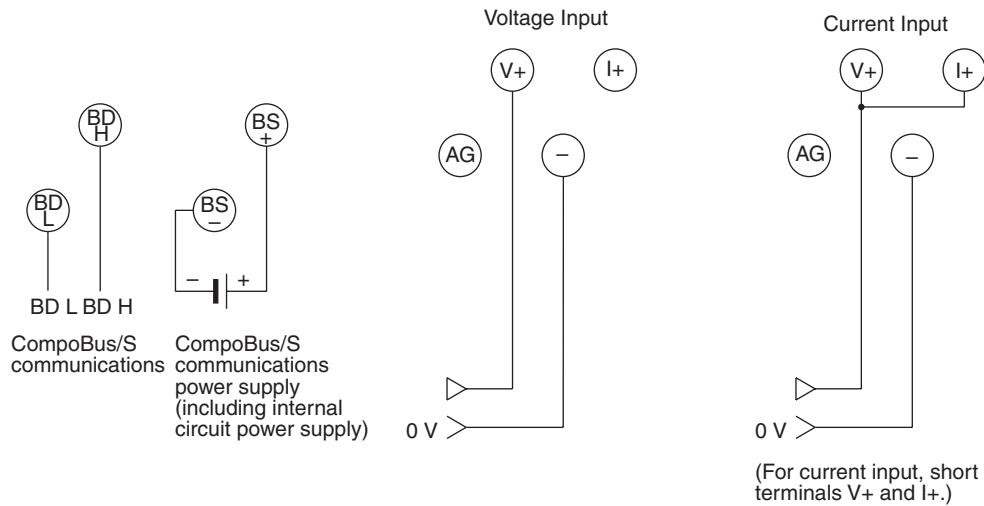 Voltage Input
Current Input
V+
I+
V+
I+
BD
H
BS
+
AG
–
AG
–
BD
L
BS
–
–
+
BD L
BD H
CompoBus/S
communications
CompoBus/S
communications
power supply
(including internal
circuit power supply)
0 V
0 V
(For current input, short
terminals V+ and I+.)